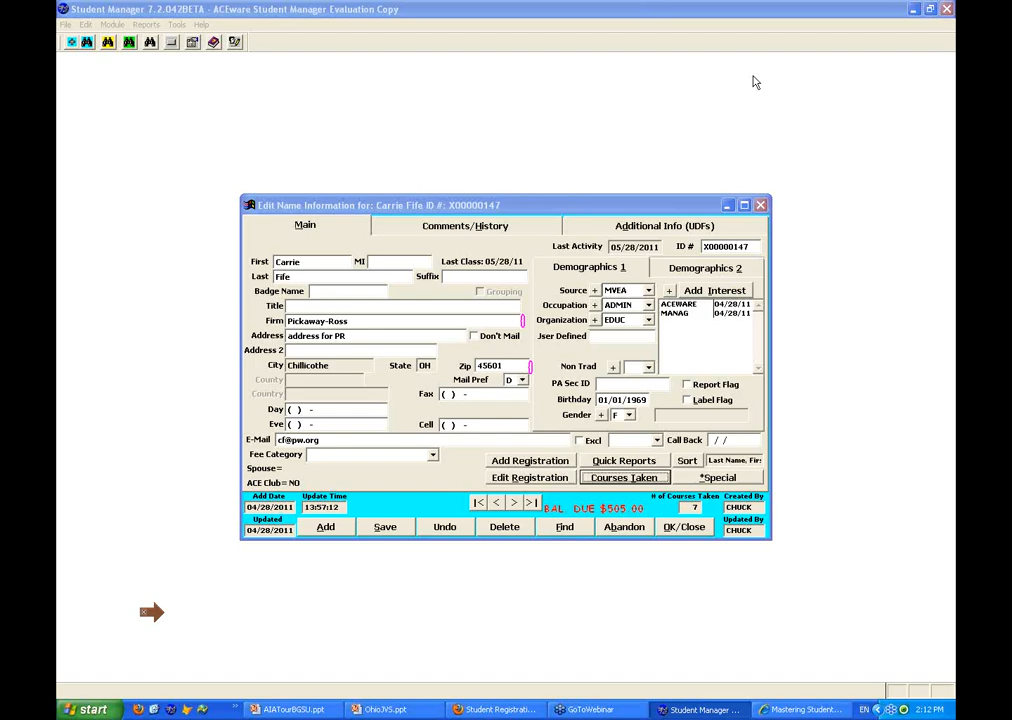 Student Manager 7.2.042BETA - ACEware Student Manager Evaluation Copy
File Edit Module Reports Tools Help
Edit Name Information for: Carrie Fife ID #: X00000147
Main Comments/History Additional Info (UDFs)
Last Activity 05/28/2011 ID # X00000147
First Carrie MI Last Class: 05/28/11
Demographics 1 Demographics 2
Last Fife Suffix
Badge Name Grouping
Source + MVEA + Add Interest
Title Occupation + ADMIN ACEWARE 04/28/11
Firm Pickaway-Ross Organization + EDUC MANAG 04/28/11
Address address for PR Don't Mail Jser Defined
Address 2
City Chillicothe State OH Zip 45601 Non Trad +
County Mail Pref D PA Sec ID Report Flag
Country Fax ( ) - Birthday 01/01/1969 Label Flag
Day ( ) - Gender + F
Eve ( ) - Cell ( ) -
E-Mail cf@pw.org Excl Call Back / /
Fee Category Add Registration Quick Reports Sort Last Name, Firs
Spouse=
Edit Registration Courses Taken *Special
ACE Club= NO
Add Date Update Time # of Courses Taken Created By
04/28/2011 13:57:12 |< < > >| BAL DUE $505.00 7 CHUCK
Updated Updated By
04/28/2011 Add Save Undo Delete Find Abandon OK/Close CHUCK
start AIATourBGSU.ppt OhioJVS.ppt Student Registrati... GoToWebinar Student Manager ... Mastering Student... EN 2:12 PM